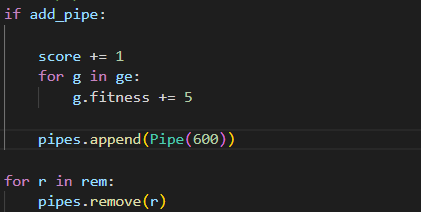 if add_pipe:
score += 1
for g in ge:
g.fitness += 5
pipes.append(Pipe(600))
for r in rem:
pipes.remove(r)